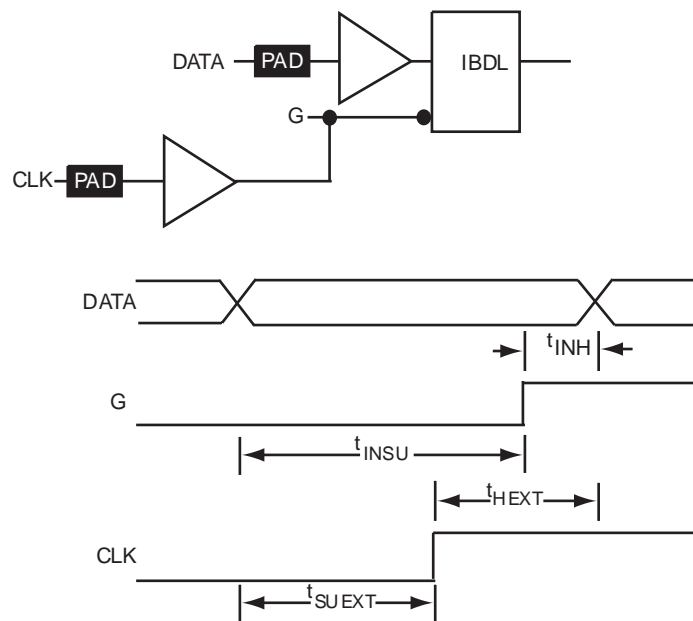 DATA PAD IBDL
G
CLK PAD
DATA
tINH
G
tINSU
tHEXT
CLK
tSUEXT